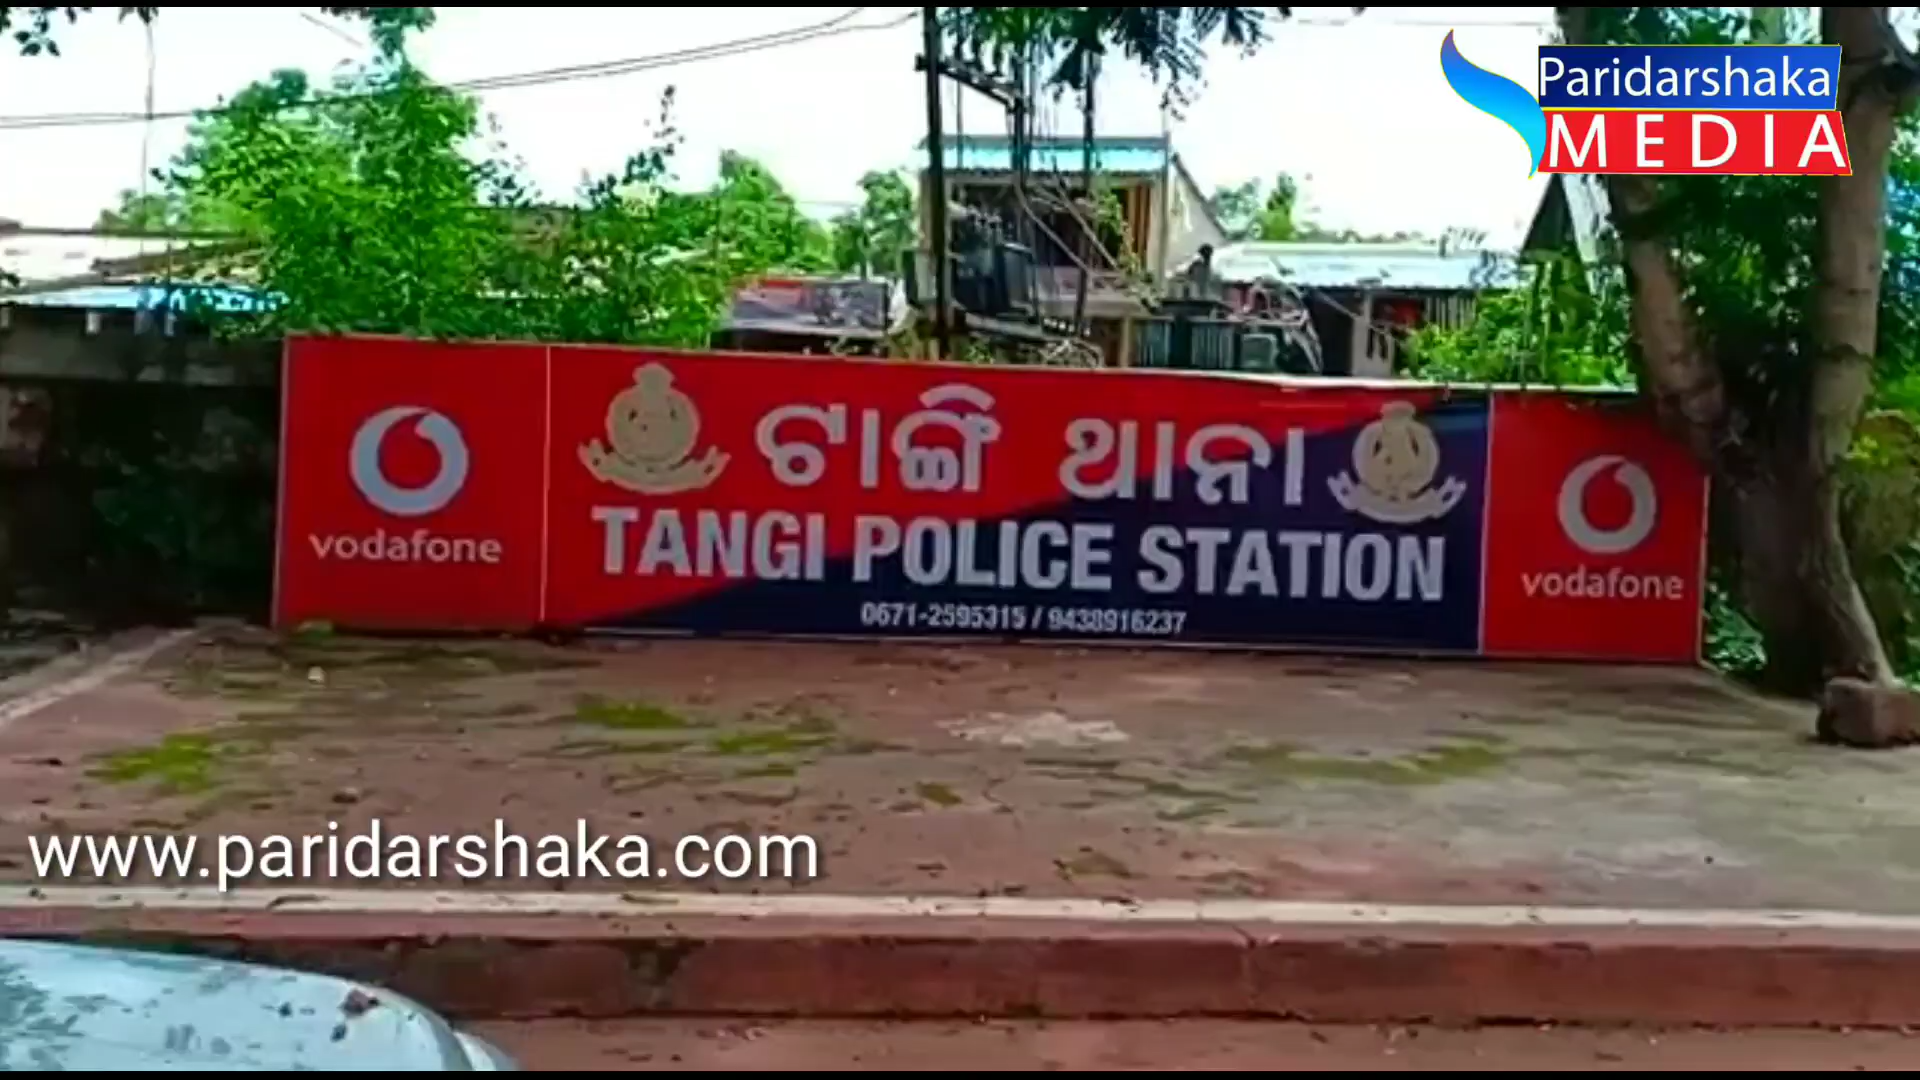 Paridarshaka
MEDIA
vodafone
ଟାଙ୍ଗି ଥାନା
TANGI POLICE STATION
0671-2595315 / 9438916237
vodafone
www.paridarshaka.com